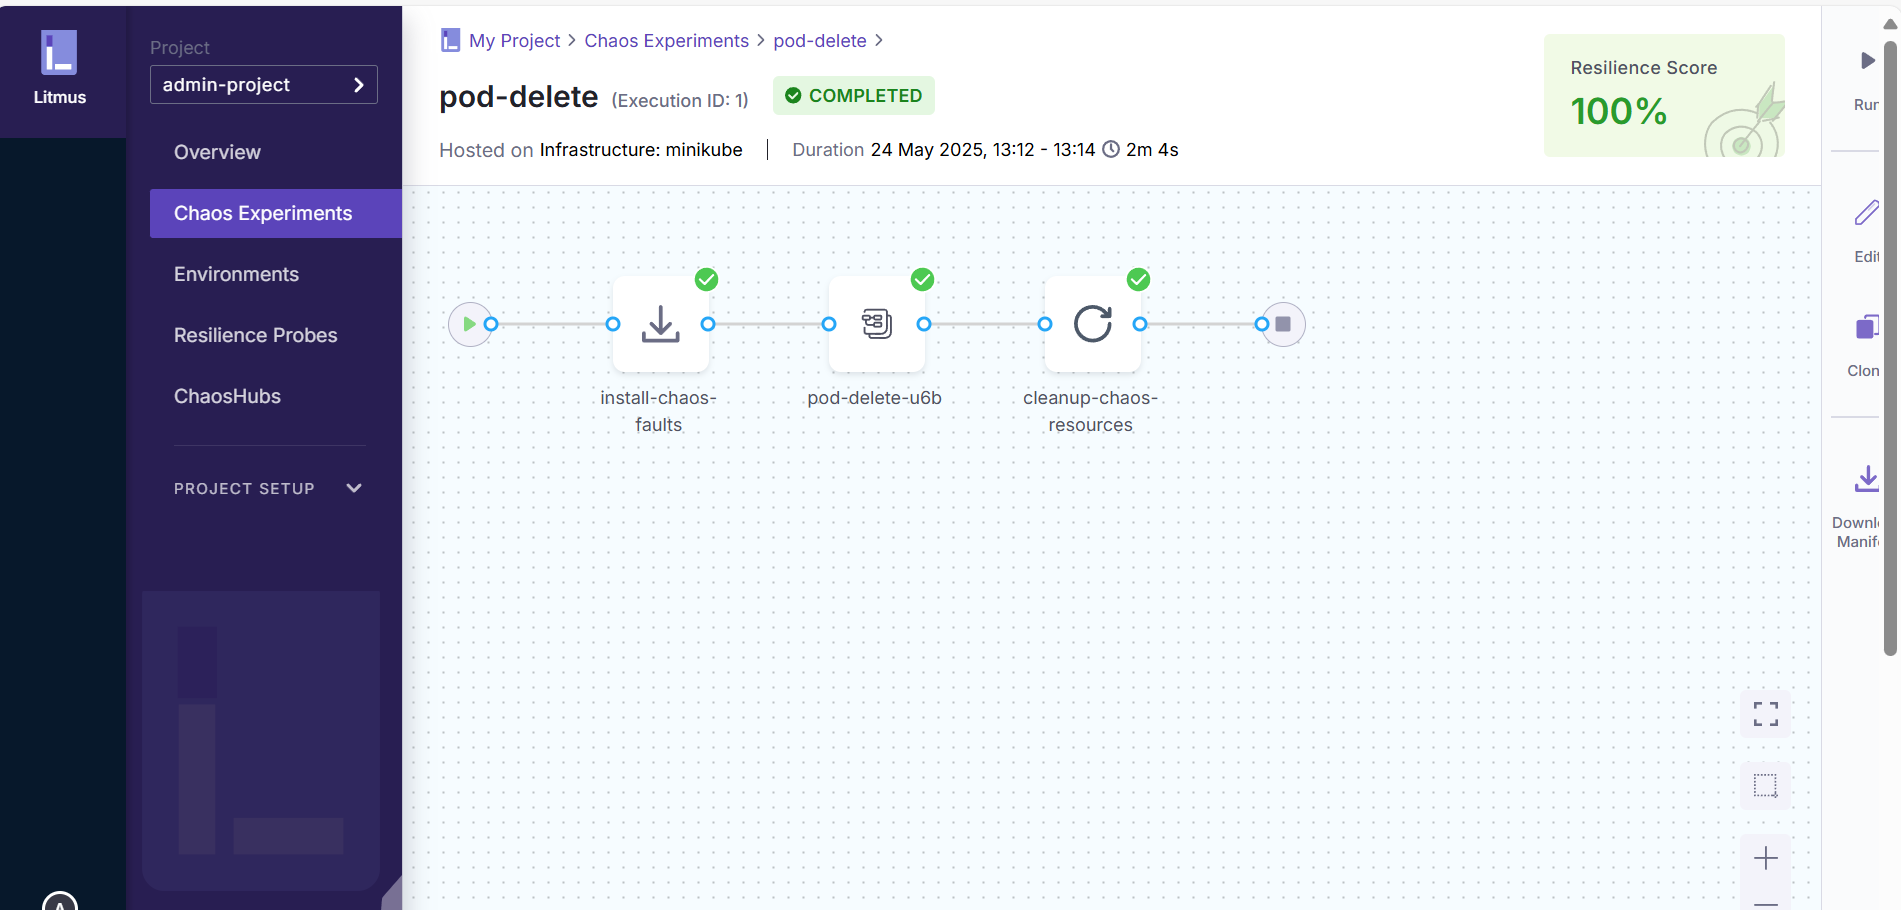 Litmus
Project
admin-project
Overview
Chaos Experiments
Environments
Resilience Probes
ChaosHubs
PROJECT SETUP
My Project > Chaos Experiments > pod-delete >
pod-delete (Execution ID: 1) COMPLETED
Hosted on Infrastructure: minikube | Duration 24 May 2025, 13:12 - 13:14 2m 4s
Resilience Score
100%
install-chaos-
faults
pod-delete-u6b
cleanup-chaos-
resources
Run
Edit
Clon
Downl
Manif
A